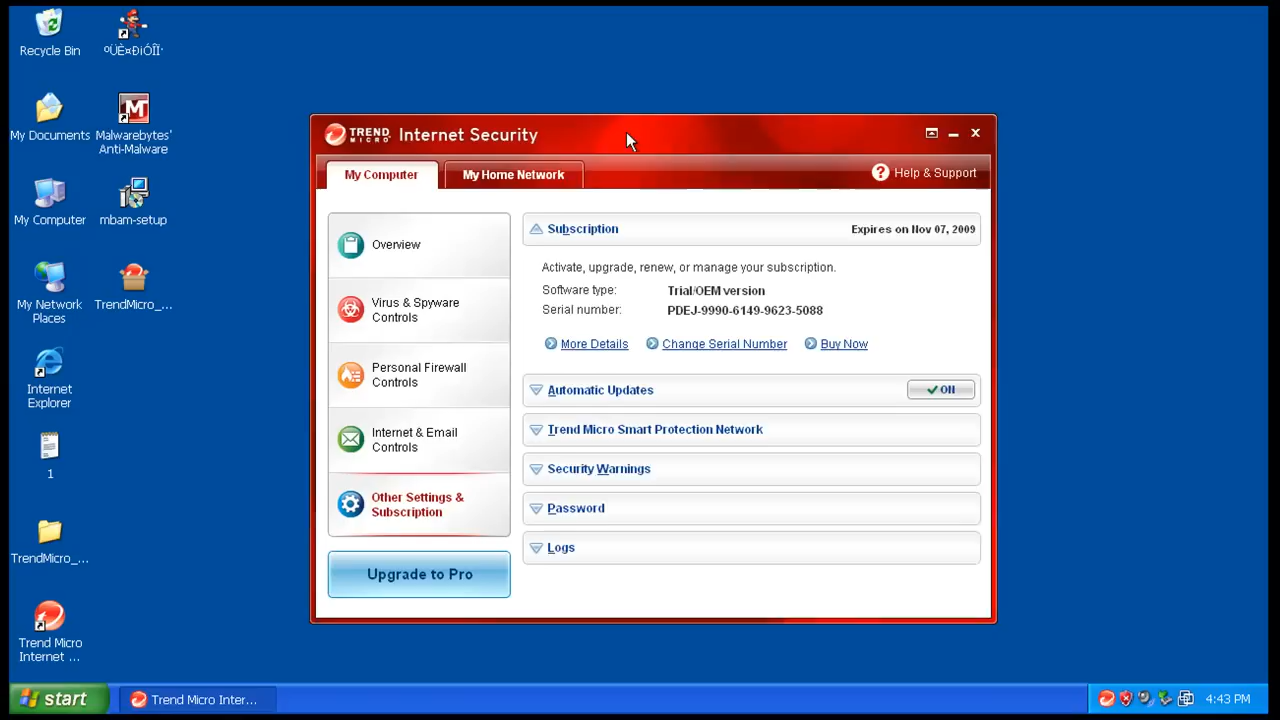 Recycle Bin
ºÜÈ¤ÐíÓÎÏ·
My Documents
Malwarebytes'
Anti-Malware
My Computer
mbam-setup
My Network
Places
TrendMicro_...
Internet
Explorer
1
TrendMicro_...
Trend Micro
Internet ...
TREND
MICRO
Internet Security
My Computer
My Home Network
? Help & Support
Overview
Virus & Spyware
Controls
Personal Firewall
Controls
Internet & Email
Controls
Other Settings &
Subscription
Upgrade to Pro
Subscription
Expires on Nov 07, 2009
Activate, upgrade, renew, or manage your subscription.
Software type: Trial/OEM version
Serial number: PDEJ-9990-6149-9623-5088
More Details
Change Serial Number
Buy Now
Automatic Updates
ON
Trend Micro Smart Protection Network
Security Warnings
Password
Logs
start
Trend Micro Inter...
4:43 PM